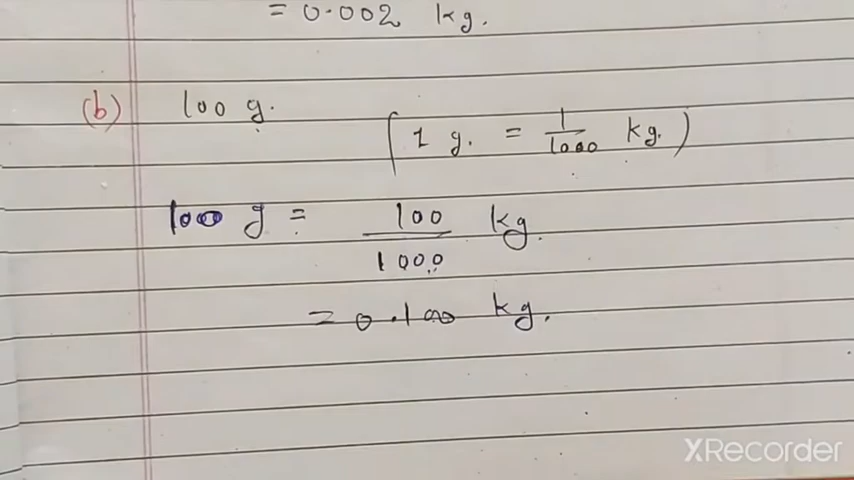 = 0.002 kg.
(b) 100 g.
( 1 g. = 1/1000 kg. )
100 g = 100/1000 kg.
= 0.100 kg.
XRecorder